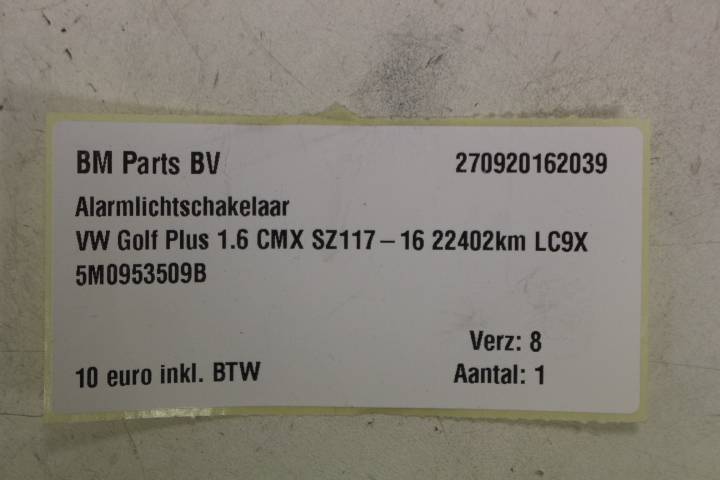 BM Parts BV 270920162039
Alarmlichtschakelaar
VW Golf Plus 1.6 CMX SZ117-16 22402km LC9X
5M0953509B
Verz: 8
10 euro inkl. BTW Aantal: 1